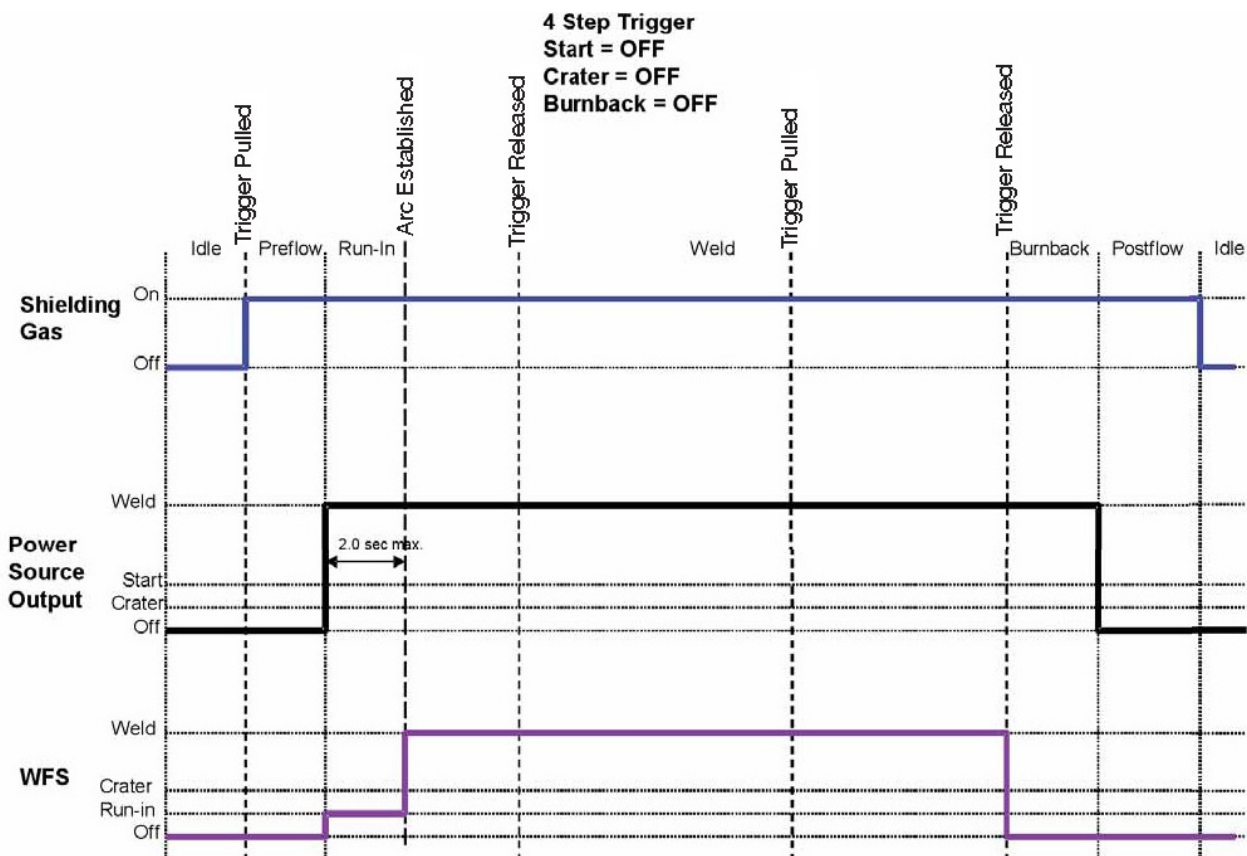 4 Step Trigger
Start = OFF
Crater = OFF
Burnback = OFF
Trigger Pulled
Arc Established
Trigger Released
Trigger Pulled
Trigger Released
Idle
Preflow
Run-In
Weld
Burnback
Postflow
Idle
Shielding
Gas
On
Off
Power
Source
Output
Weld
2.0 sec max.
Start
Crater
Off
WFS
Weld
Crater
Run-in
Off